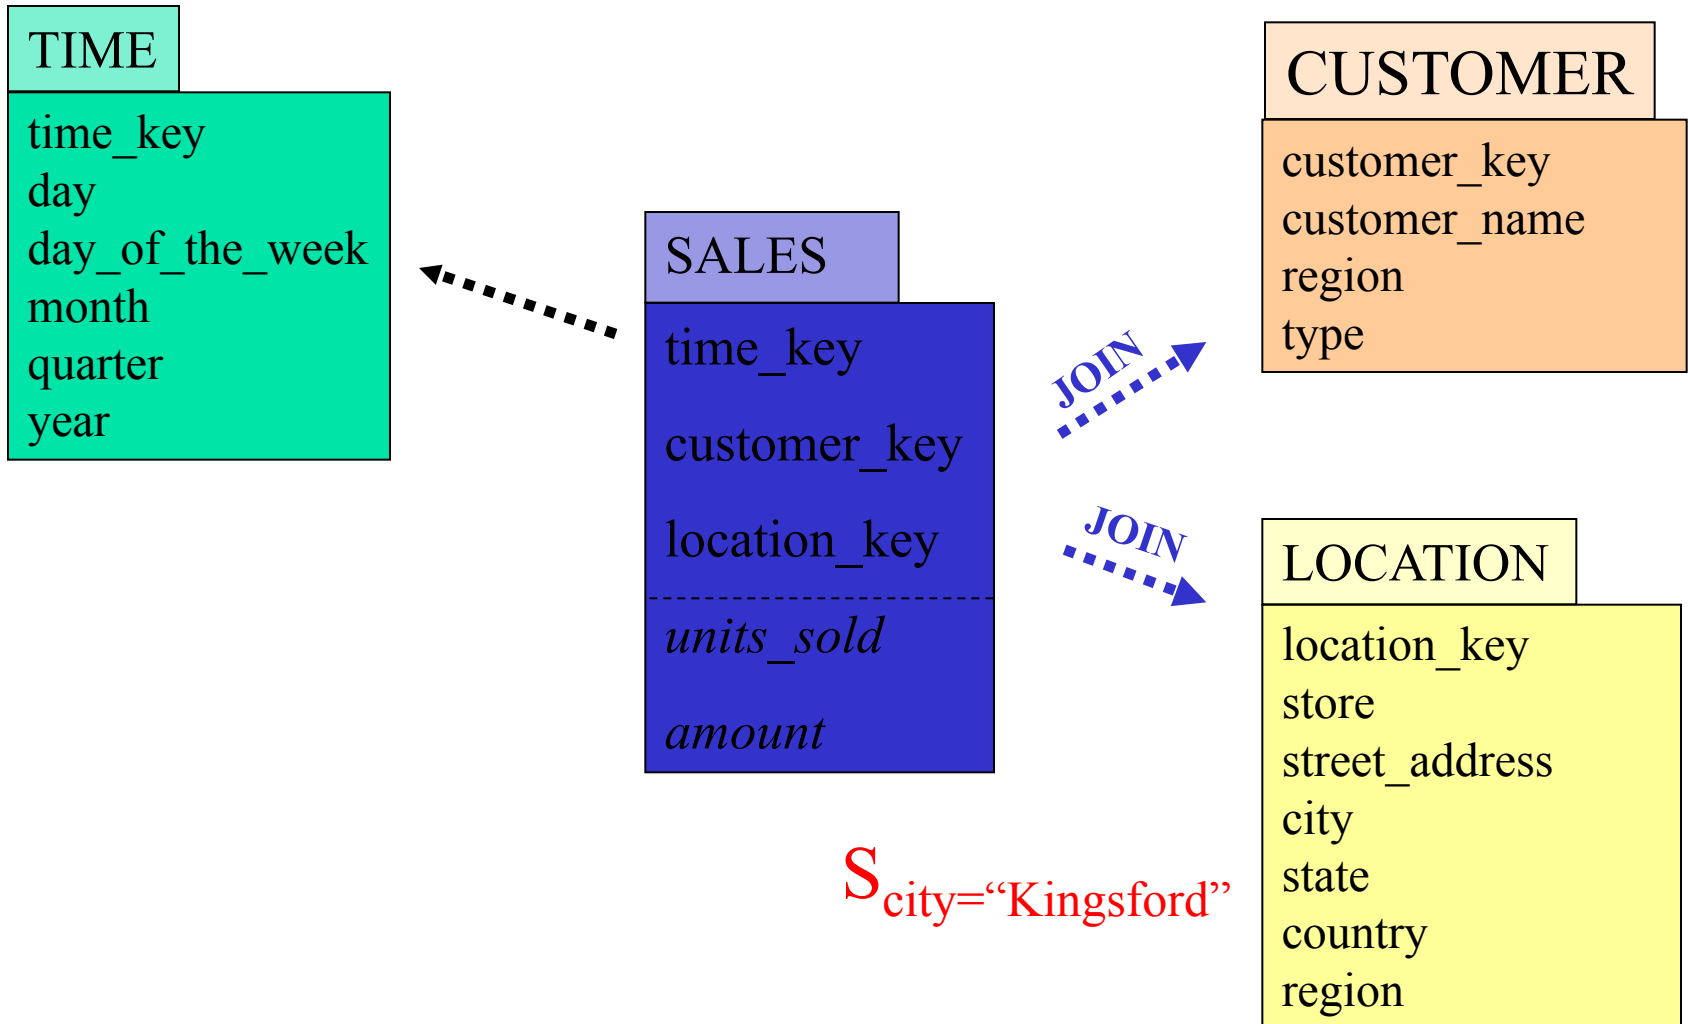 TIME
time_key
day
day_of_the_week
month
quarter
year
SALES
time_key
customer_key
location_key
units_sold
amount
JOIN
JOIN
CUSTOMER
customer_key
customer_name
region
type
LOCATION
location_key
store
street_address
city
state
country
region
S city=“Kingsford”